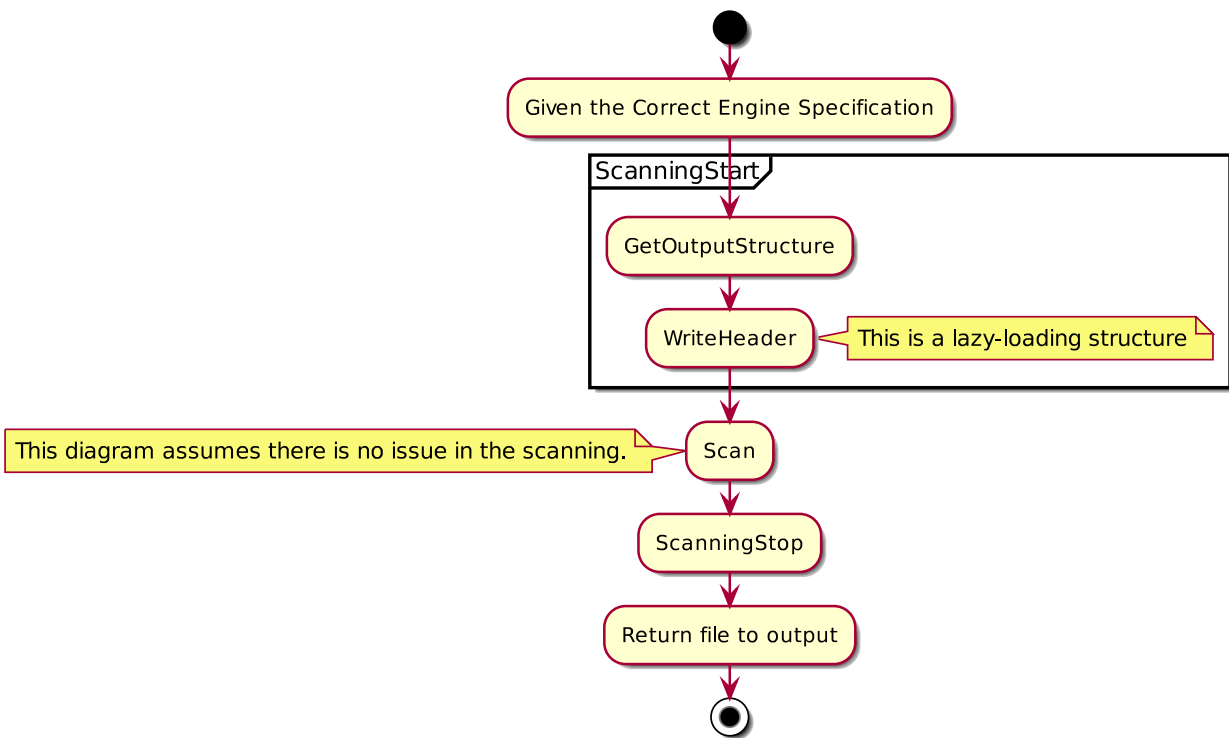 Given the Correct Engine Specification
ScanningStart
GetOutputStructure
WriteHeader
This is a lazy-loading structure
This diagram assumes there is no issue in the scanning.
Scan
ScanningStop
Return file to output